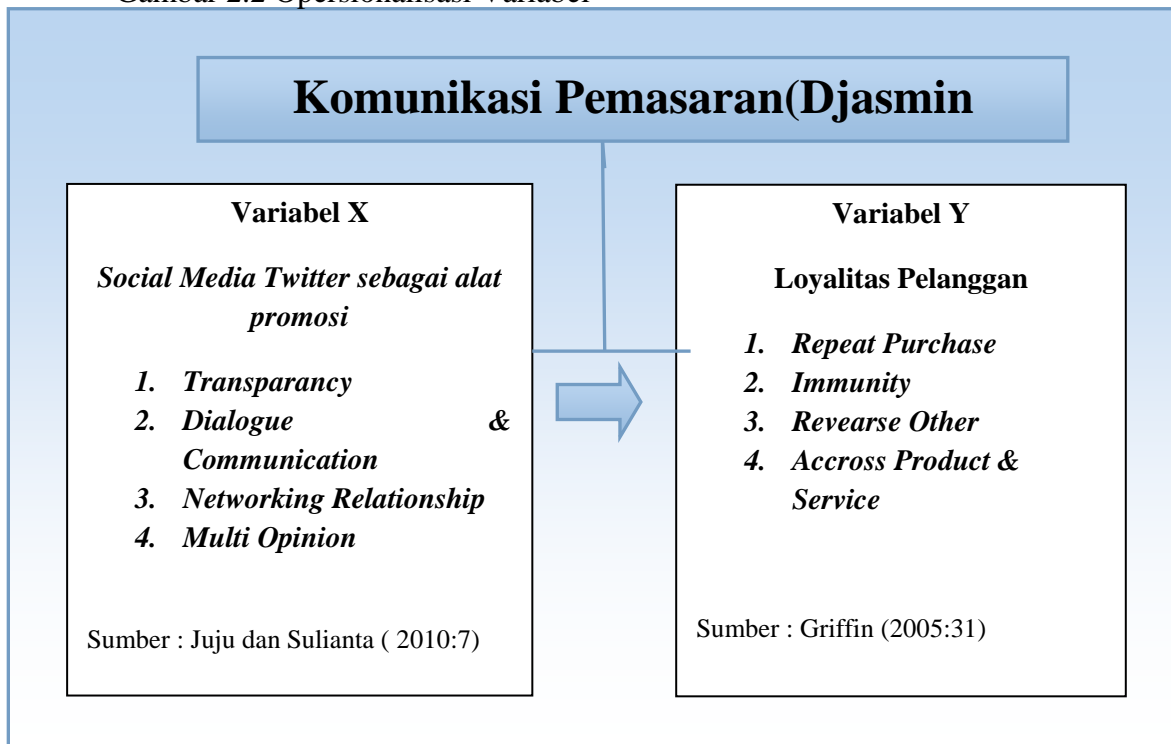 Gambar 2.2 Opersionalisasi Variabel
Komunikasi Pemasaran(Djasmin
Variabel X
Social Media Twitter sebagai alat
promosi
1. Transparancy
2. Dialogue &
Communication
3. Networking Relationship
4. Multi Opinion
Sumber : Juju dan Sulianta ( 2010:7)
Variabel Y
Loyalitas Pelanggan
1. Repeat Purchase
2. Immunity
3. Revearse Other
4. Accross Product &
Service
Sumber : Griffin (2005:31)